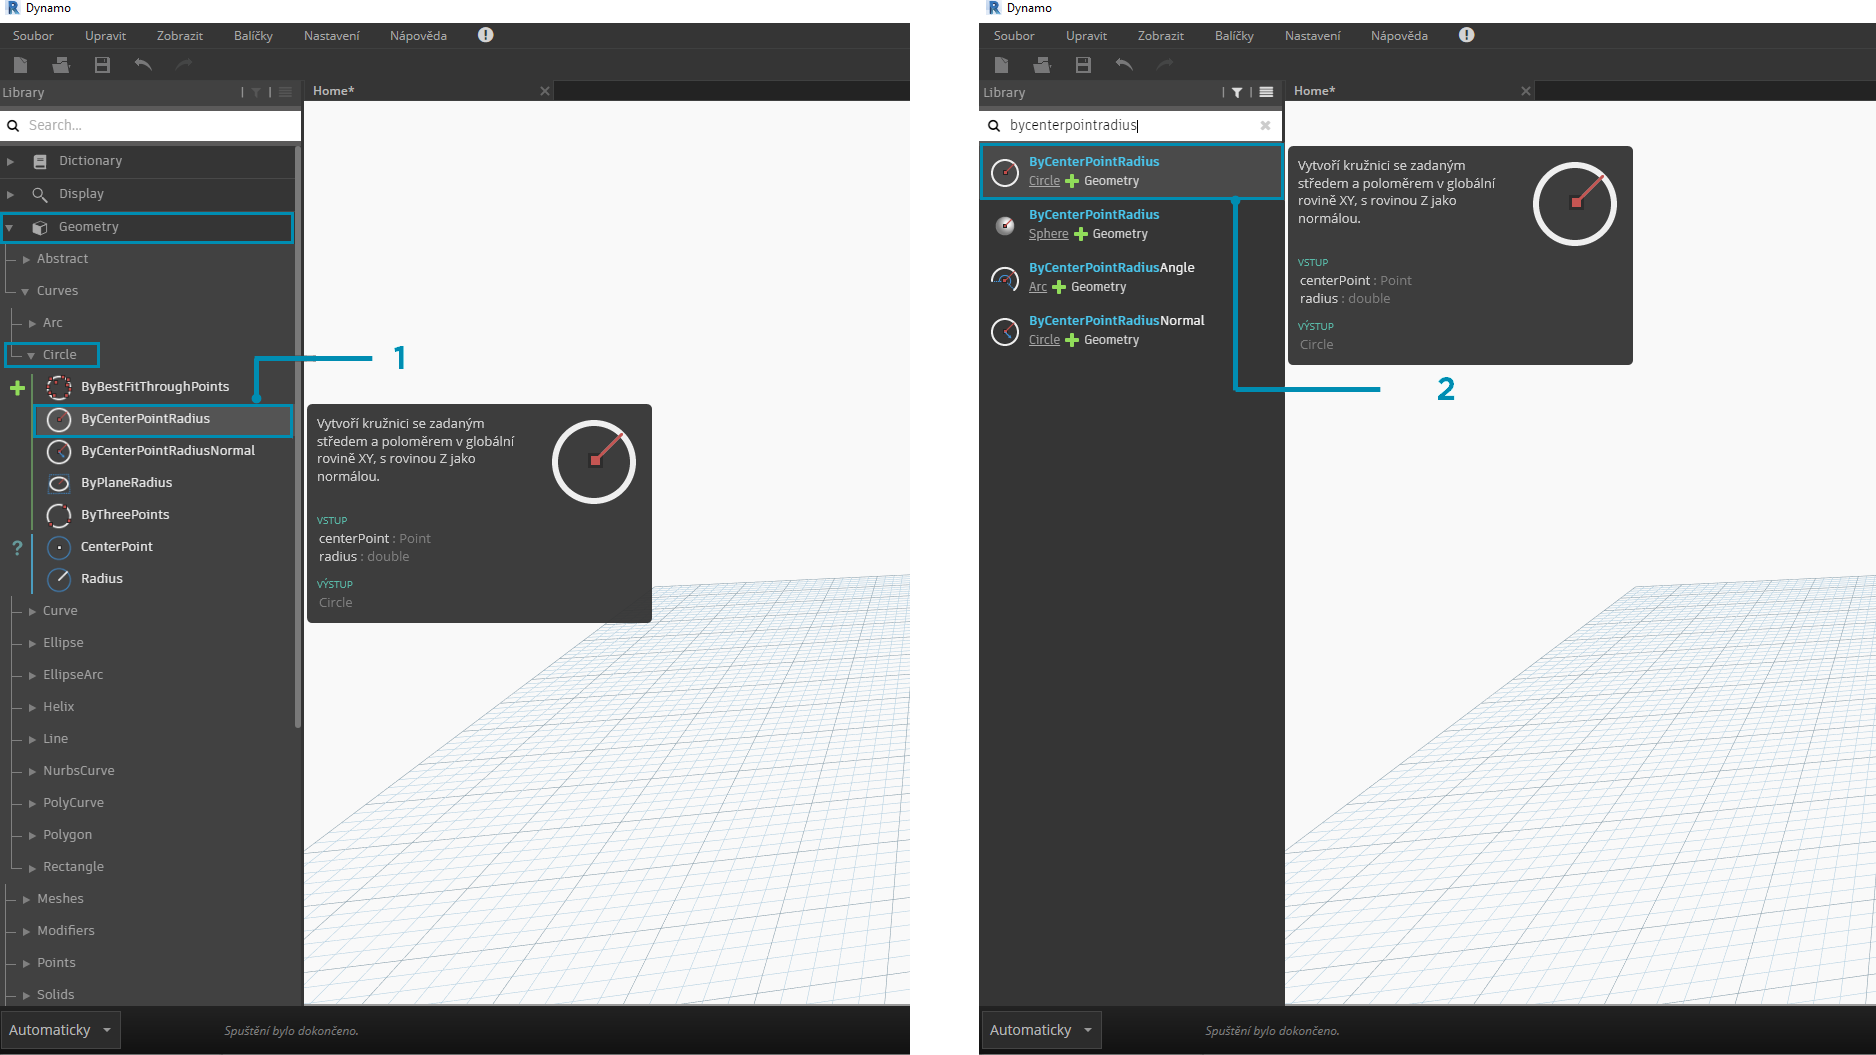 Dynamo
Soubor Upravit Zobrazit Balíčky Nastavení Nápověda
Library
Home*
Search...
Dictionary
Display
Geometry
Abstract
Curves
Arc
Circle
ByBestFitThroughPoints
ByCenterPointRadius
ByCenterPointRadiusNormal
ByPlaneRadius
ByThreePoints
CenterPoint
Radius
Curve
Ellipse
EllipseArc
Helix
Line
NurbsCurve
PolyCurve
Polygon
Rectangle
Meshes
Modifiers
Points
Solids
1
Vytvoří kružnici se zadaným
středem a poloměrem v globální
rovině XY, s rovinou Z jako
normálou.
VSTUP
centerPoint : Point
radius : double
VÝSTUP
Circle
Automaticky
Spuštění bylo dokončeno.
Dynamo
Soubor Upravit Zobrazit Balíčky Nastavení Nápověda
Library
Home*
bycenterpointradius
ByCenterPointRadius
Circle Geometry
ByCenterPointRadius
Sphere Geometry
ByCenterPointRadiusAngle
Arc Geometry
ByCenterPointRadiusNormal
Circle Geometry
Vytvoří kružnici se zadaným
středem a poloměrem v globální
rovině XY, s rovinou Z jako
normálou.
VSTUP
centerPoint : Point
radius : double
VÝSTUP
Circle
2
Automaticky
Spuštění bylo dokončeno.